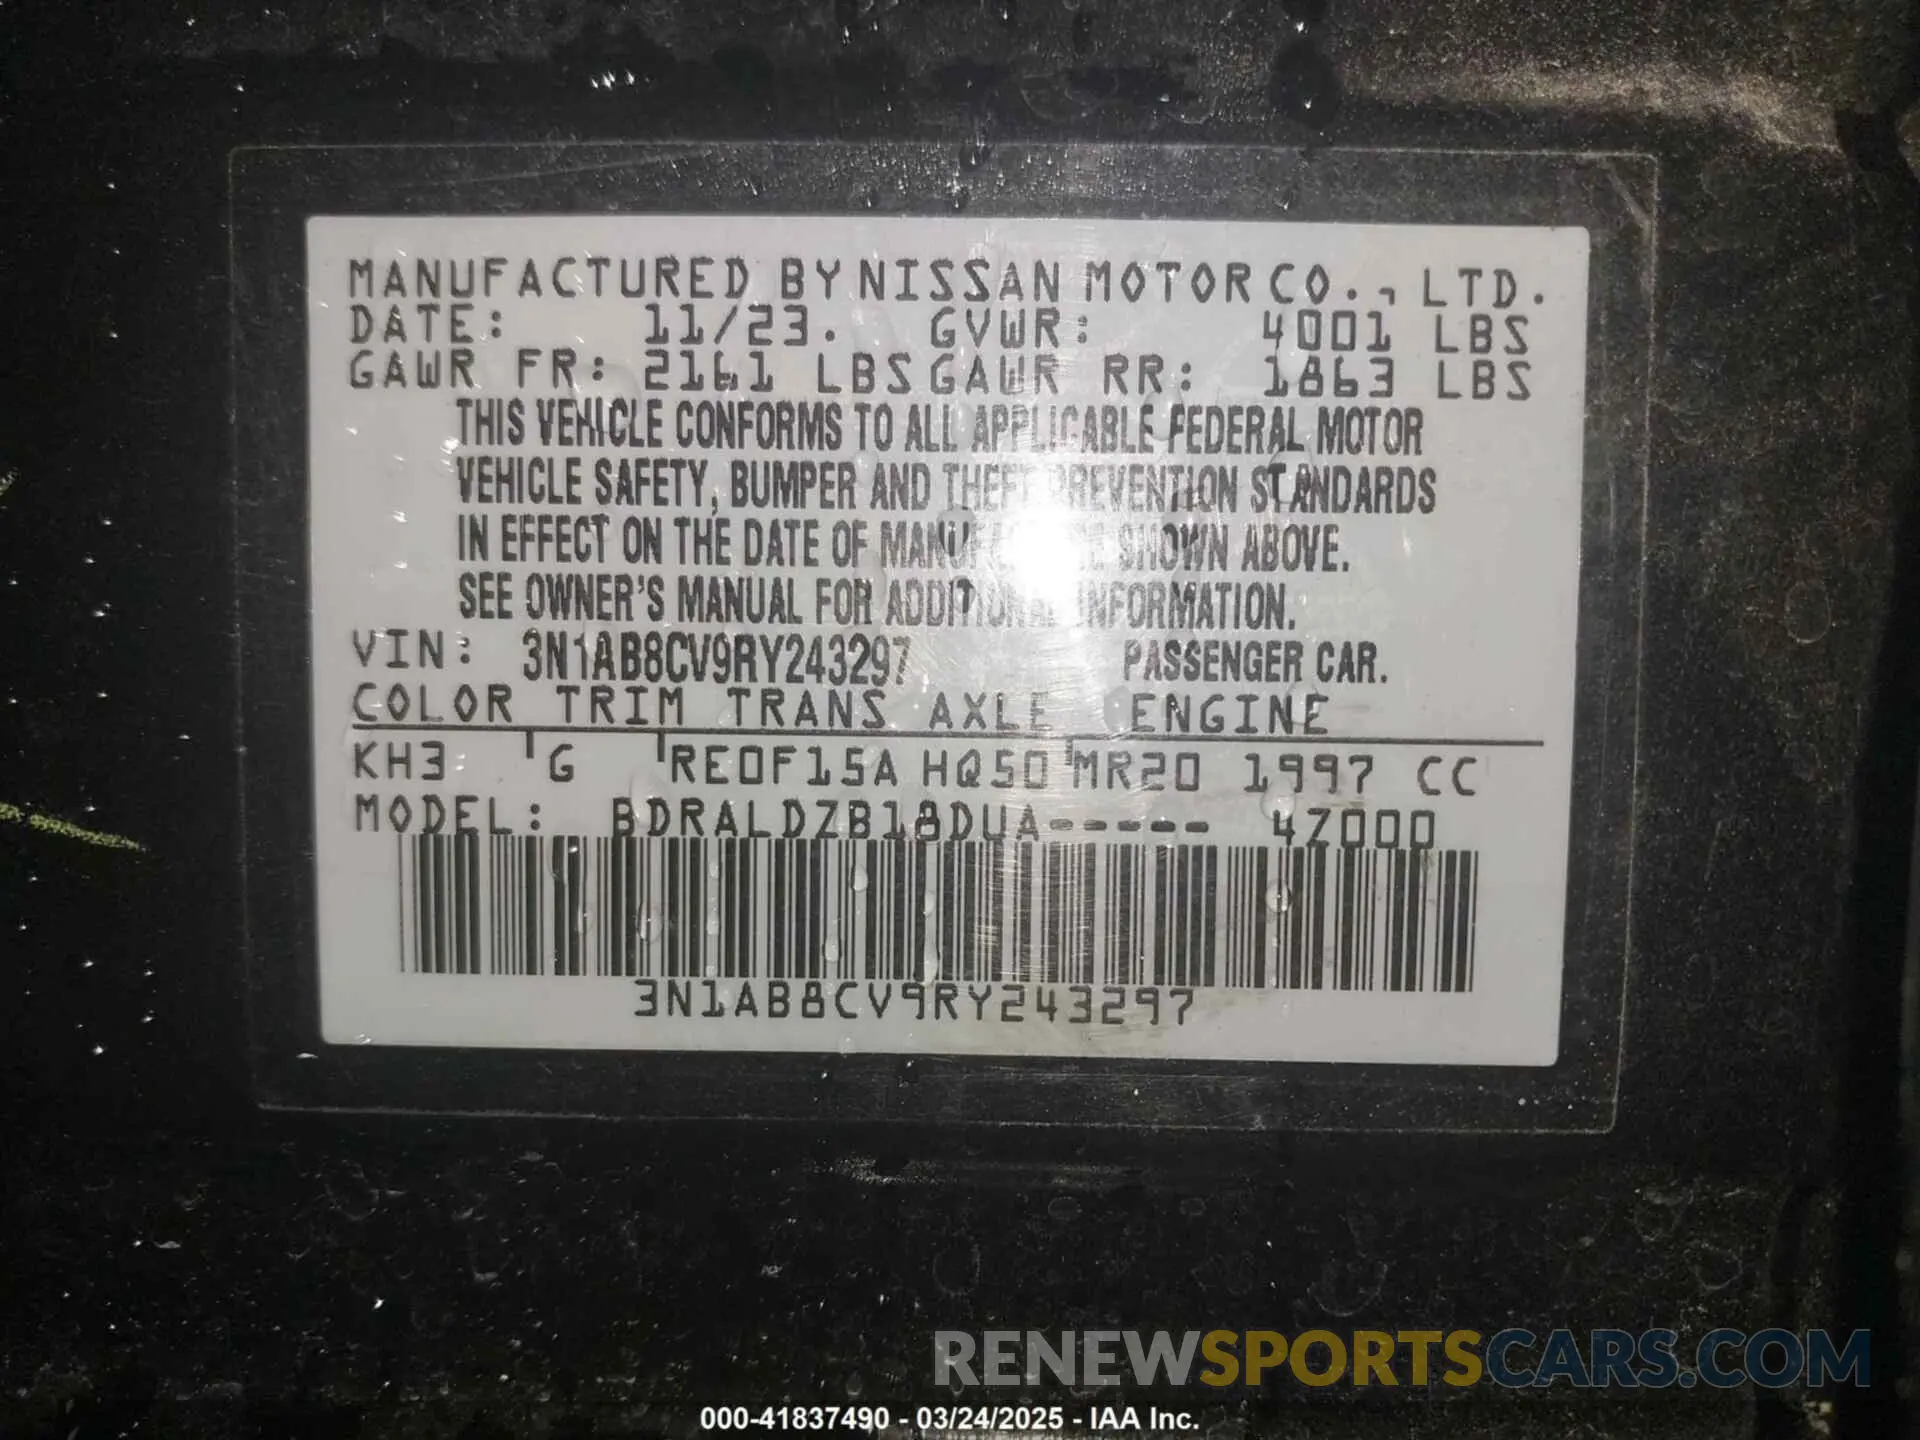 MANUFACTURED BY NISSAN MOTOR CO., LTD.
DATE: 11/23. GVWR: 4001 LBS
GAWR FR: 2161 LBS GAWR RR: 1863 LBS
THIS VEHICLE CONFORMS TO ALL APPLICABLE FEDERAL MOTOR
VEHICLE SAFETY, BUMPER AND THEFT PREVENTION STANDARDS
IN EFFECT ON THE DATE OF MANUFACTURE SHOWN ABOVE.
SEE OWNER'S MANUAL FOR ADDITIONAL INFORMATION.
VIN: 3N1AB8CV9RY243297 PASSENGER CAR.
COLOR TRIM TRANS AXLE ENGINE
KH3 G RE0F15A HQ50 MR20 1997 CC
MODEL: BDRALDZB18DUA----- 4Z000
3N1AB8CV9RY243297
RENEWSPORTSCARS.COM
000-41837490 - 03/24/2025 - IAA Inc.